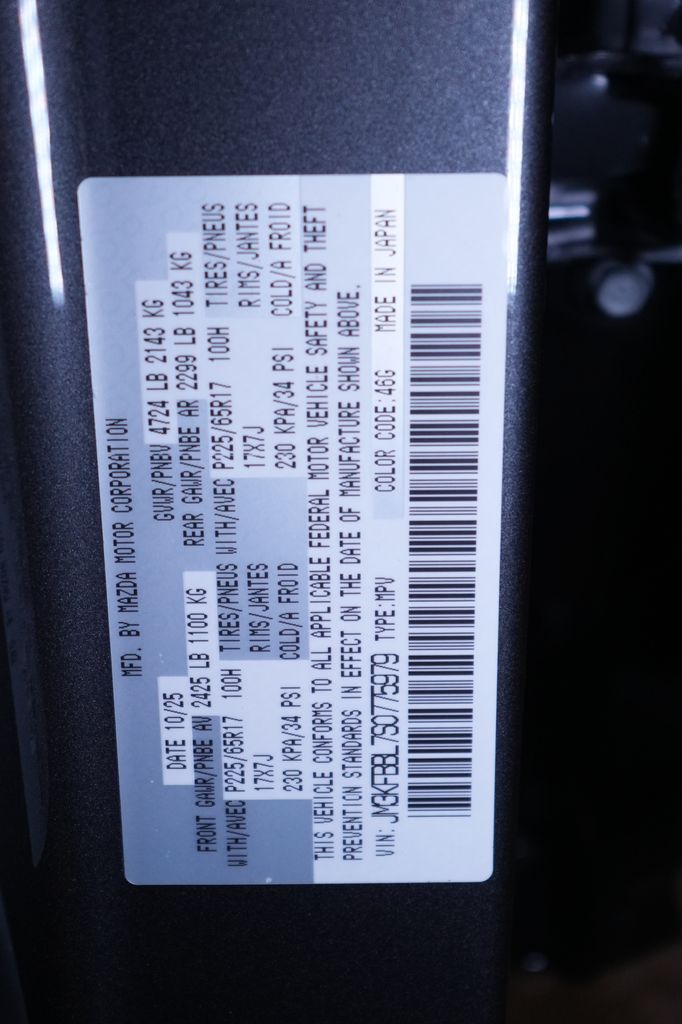 MFD. BY MAZDA MOTOR CORPORATION
DATE 10/25 GVWR/PNBV 4724 LB 2143 KG
FRONT GAWR/PNBE AV 2425 LB 1100 KG REAR GAWR/PNBE AR 2299 LB 1043 KG
WITH/AVEC P225/65R17 100H TIRES/PNEUS WITH/AVEC P225/65R17 100H TIRES/PNEUS
17X7J RIMS/JANTES 17X7J RIMS/JANTES
230 KPA/34 PSI COLD/A FROID 230 KPA/34 PSI COLD/A FROID
THIS VEHICLE CONFORMS TO ALL APPLICABLE FEDERAL MOTOR VEHICLE SAFETY AND THEFT
PREVENTION STANDARDS IN EFFECT ON THE DATE OF MANUFACTURE SHOWN ABOVE.
VIN: JM3KFBBL7S0775979 TYPE:MPV COLOR CODE:46G MADE IN JAPAN